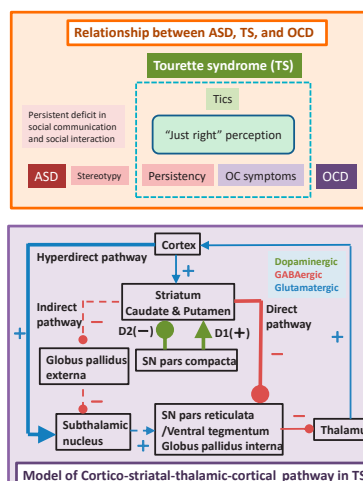 Relationship between ASD, TS, and OCD
Tourette syndrome (TS)
Tics
Persistent deficit in
social communication
and social interaction
“Just right” perception
ASD
Stereotypy
Persistency
OC symptoms
OCD
Cortex
Hyperdirect pathway
Dopaminergic
GABAergic
Glutamatergic
+
+
+
Striatum
Caudate & Putamen
Indirect
pathway
−
Direct
pathway
−
D2(−)
D1(+)
Globus pallidus
externa
SN pars compacta
−
SN pars reticulata
/Ventral tegmentum
Globus pallidus interna
−
Subthalamic
nucleus
+
Thalamu
Model of Cortico-striatal-thalamic-cortical pathway in TS